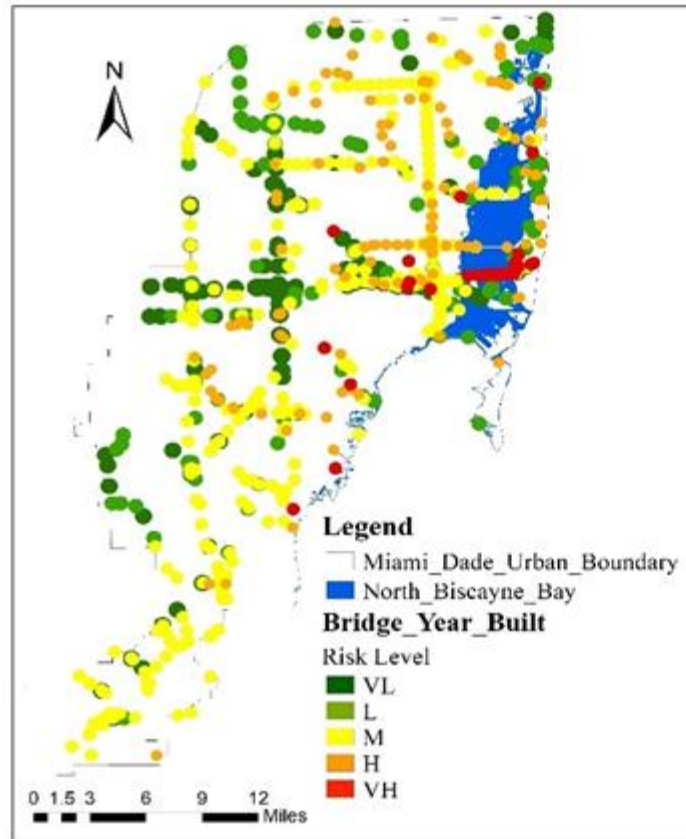 N
Legend
Miami_Dade_Urban_Boundary
North_Biscayne_Bay
Bridge_Year_Built
Risk Level
VL
L
M
H
VH
0 1.5 3 6 9 12
Miles